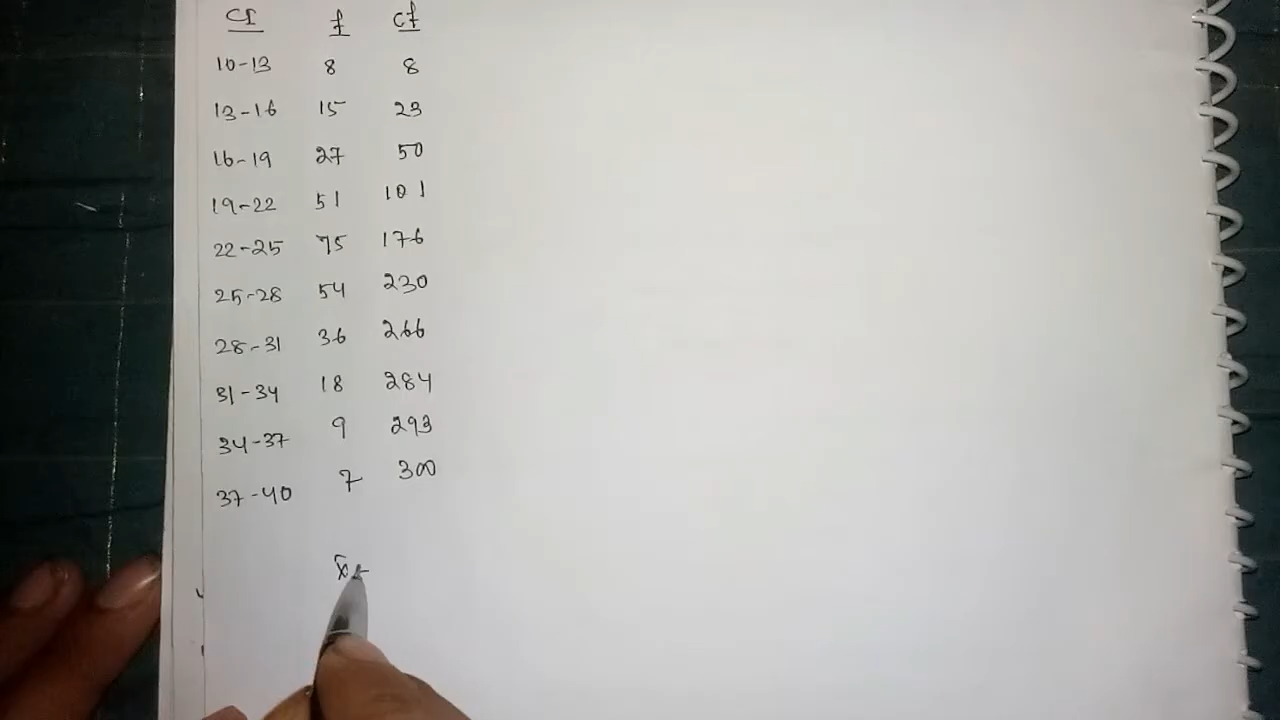 CI f cf
10-13 8 8
13-16 15 23
16-19 27 50
19-22 51 101
22-25 75 176
25-28 54 230
28-31 36 266
31-34 18 284
34-37 9 293
37-40 7 300